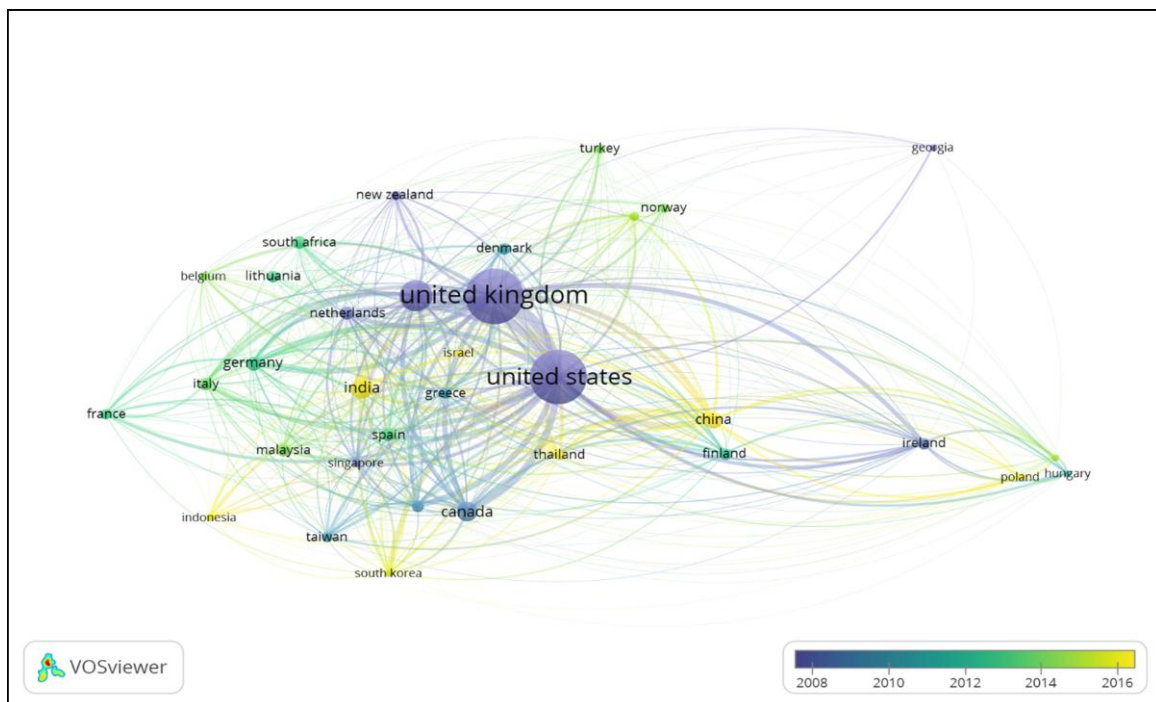 turkey
georgia
new zealand
norway
south africa
denmark
belgium
lithuania
united kingdom
netherlands
israel
germany
united states
italy
india
greece
france
china
spain
ireland
malaysia
thailand
finland
singapore
hungary
poland
canada
indonesia
taiwan
south korea
VOSviewer
2008 2010 2012 2014 2016